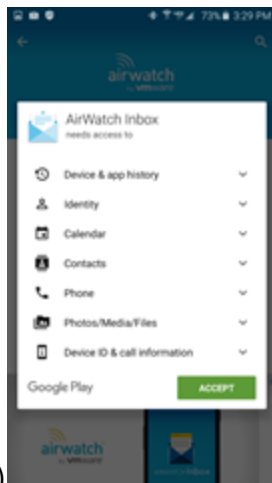 73% 3:29 PM
airwatch
by vmware
AirWatch Inbox
needs access to
Device & app history
Identity
Calendar
Contacts
Phone
Photos/Media/Files
Device ID & call information
Google Play
ACCEPT
airwatch
by vmware
)